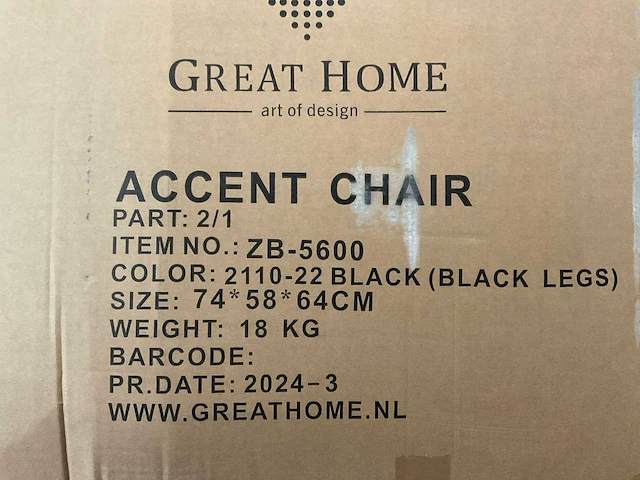 GREAT HOME
art of design
ACCENT CHAIR
PART: 2/1
ITEM NO.: ZB-5600
COLOR: 2110-22 BLACK (BLACK LEGS)
SIZE: 74*58*64CM
WEIGHT: 18 KG
BARCODE:
PR.DATE: 2024-3
WWW.GREATHOME.NL